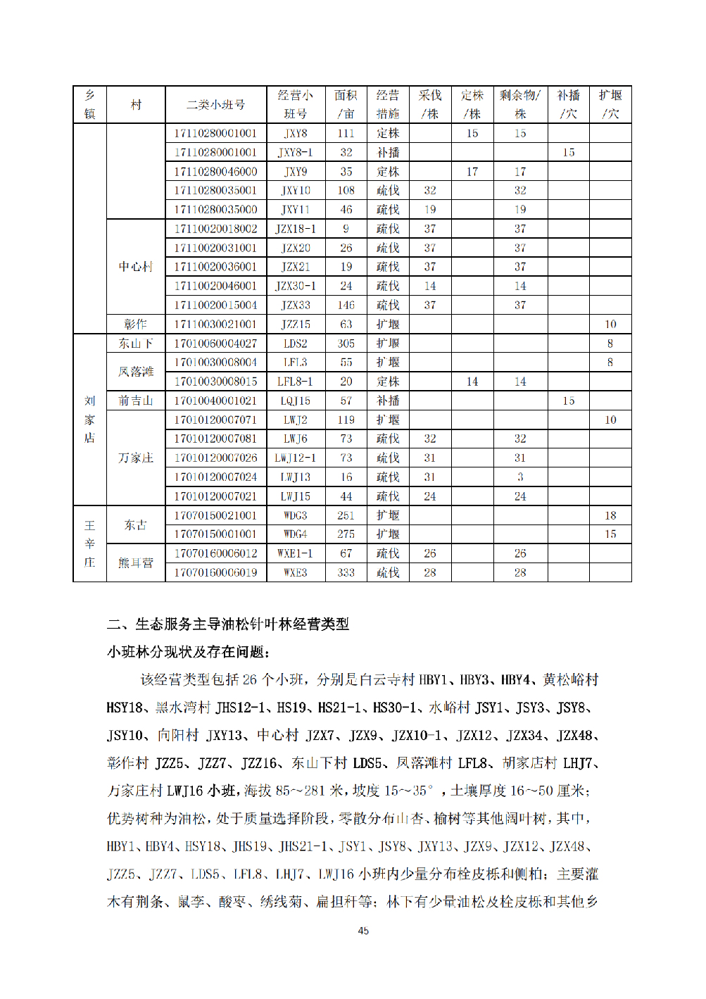 乡镇 村 二类小班号 经营小班号 面积/亩 经营措施 采伐/株 定株/株 剩余物/株 补播/穴 扩堰/穴
17110280001001 JXY8 111 定株 15 15
17110280001001 JXY8-1 32 补播 15
17110280046000 JXY9 35 定株 17 17
17110280035001 JXY10 108 疏伐 32 32
17110280035000 JXY11 46 疏伐 19 19
中心村 17110020018002 JZX18-1 9 疏伐 37 37
17110020031001 JZX20 26 疏伐 37 37
17110020036001 JZX21 19 疏伐 37 37
17110020046001 JZX30-1 24 疏伐 14 14
17110020015004 JZX33 146 疏伐 37 37
彰作 17110030021001 JZZ15 63 扩堰 10
刘家店 东山下 17010060004027 LDS2 305 扩堰 8
凤落滩 17010030008004 LFL3 55 扩堰 8
17010030008015 LFL8-1 20 定株 14 14
前吉山 17010040001021 LQJ15 57 补播 15
万家庄 17010120007071 LWJ2 119 扩堰 10
17010120007081 LWJ6 73 疏伐 32 32
17010120007026 LWJ12-1 73 疏伐 31 31
17010120007024 LWJ13 16 疏伐 31 3
17010120007021 LWJ15 44 疏伐 24 24
王辛庄 东古 17070150021001 WDG3 251 扩堰 18
17070150001001 WDG4 275 扩堰 15
熊耳营 17070160006012 WXE1-1 67 疏伐 26 26
17070160006019 WXE3 333 疏伐 28 28
二、生态服务主导油松针叶林经营类型
小班林分现状及存在问题：
该经营类型包括 26 个小班，分别是白云寺村 HBY1、HBY3、HBY4、黄松峪村
HSY18、黑水湾村 JHS12-1、HS19、HS21-1、HS30-1、水峪村 JSY1、JSY3、JSY8、
JSY10、向阳村 JXY13、中心村 JZX7、JZX9、JZX10-1、JZX12、JZX34、JZX48、
彰作村 JZZ5、JZZ7、JZZ16、东山下村 LDS5、凤落滩村 LFL8、胡家店村 LHJ7、
万家庄村 LWJ16 小班，海拔 85～281 米，坡度 15～35°，土壤厚度 16～50 厘米；
优势树种为油松，处于质量选择阶段，零散分布山杏、榆树等其他阔叶树，其中，
HBY1、HBY4、HSY18、JHS19、JHS21-1、JSY1、JSY8、JXY13、JZX9、JZX12、JZX48、
JZZ5、JZZ7、LDS5、LFL8、LHJ7、LWJ16 小班内少量分布栓皮栎和侧柏；主要灌
木有荆条、鼠李、酸枣、绣线菊、扁担秆等；林下有少量油松及栓皮栎和其他乡
45